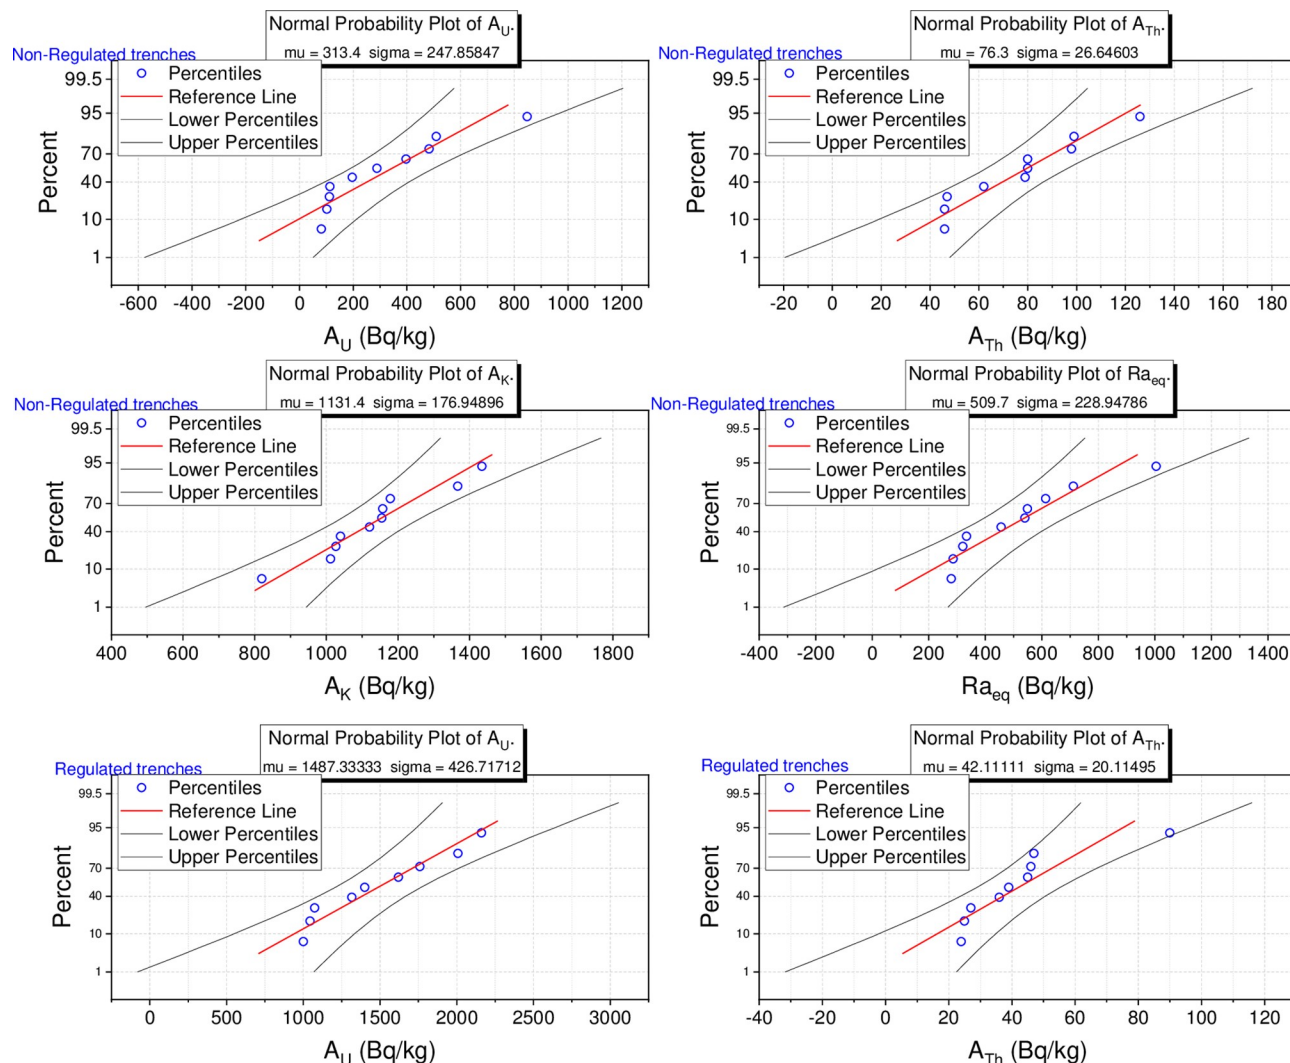 Normal Probability Plot of A_U.
mu = 313.4 sigma = 247.85847
Non-Regulated trenches
Percentiles
Reference Line
Lower Percentiles
Upper Percentiles
99.5
95
70
40
10
1
Percent
-600 -400 -200 0 200 400 600 800 1000 1200
A_U (Bq/kg)
Normal Probability Plot of A_Th.
mu = 76.3 sigma = 26.64603
Non-Regulated trenches
Percentiles
Reference Line
Lower Percentiles
Upper Percentiles
99.5
95
70
40
10
1
Percent
-20 0 20 40 60 80 100 120 140 160 180
A_Th (Bq/kg)
Normal Probability Plot of A_K.
mu = 1131.4 sigma = 176.94896
Non-Regulated trenches
Percentiles
Reference Line
Lower Percentiles
Upper Percentiles
99.5
95
70
40
10
1
Percent
400 600 800 1000 1200 1400 1600 1800
A_K (Bq/kg)
Normal Probability Plot of Ra_eq.
mu = 509.7 sigma = 228.94786
Non-Regulated trenches
Percentiles
Reference Line
Lower Percentiles
Upper Percentiles
99.5
95
70
40
10
1
Percent
-400 -200 0 200 400 600 800 1000 1200 1400
Ra_eq (Bq/kg)
Normal Probability Plot of A_U.
mu = 1487.33333 sigma = 426.71712
Regulated trenches
Percentiles
Reference Line
Lower Percentiles
Upper Percentiles
99.5
95
70
40
10
1
Percent
0 500 1000 1500 2000 2500 3000
A_U (Bq/kg)
Normal Probability Plot of A_Th.
mu = 42.11111 sigma = 20.11495
Regulated trenches
Percentiles
Reference Line
Lower Percentiles
Upper Percentiles
99.5
95
70
40
10
1
Percent
-40 -20 0 20 40 60 80 100 120
A_Th (Bq/kg)